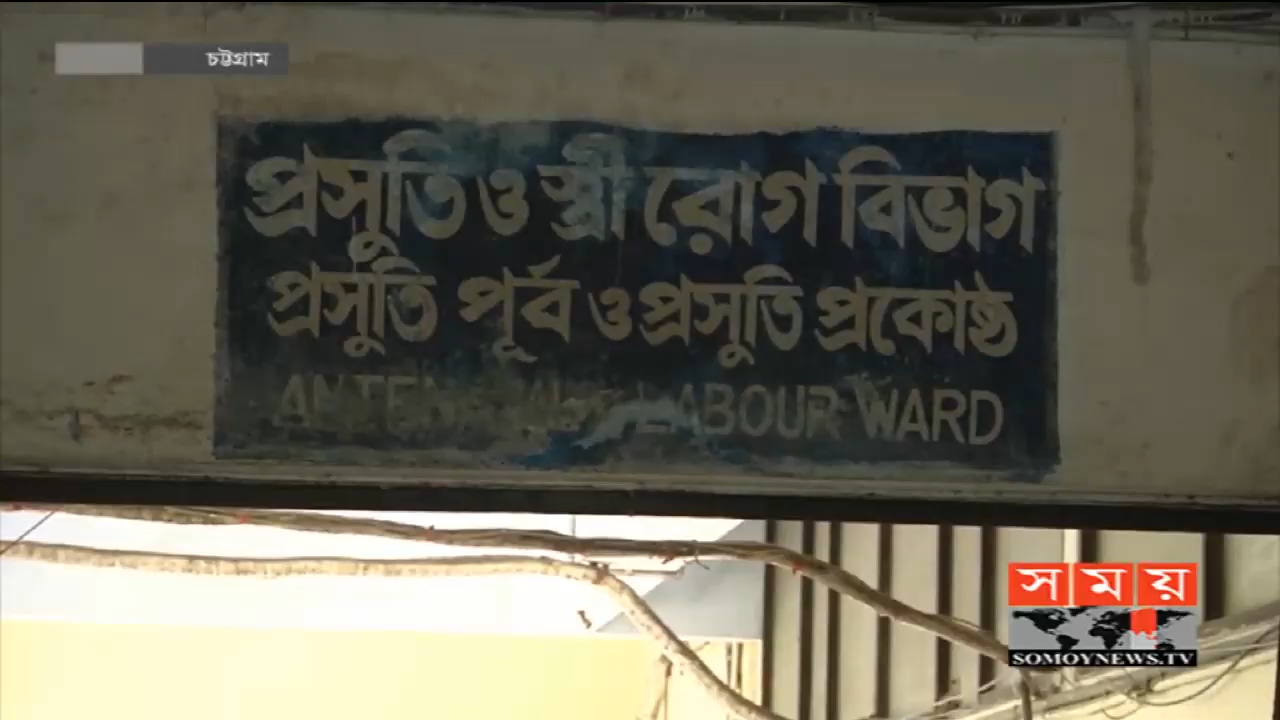 চট্টগ্রাম
প্রসুতি ও স্ত্রী রোগ বিভাগ
প্রসুতি পূর্ব ও প্রসুতি প্রকোষ্ঠ
LABOUR WARD
সময়
SOMOYNEWS.TV